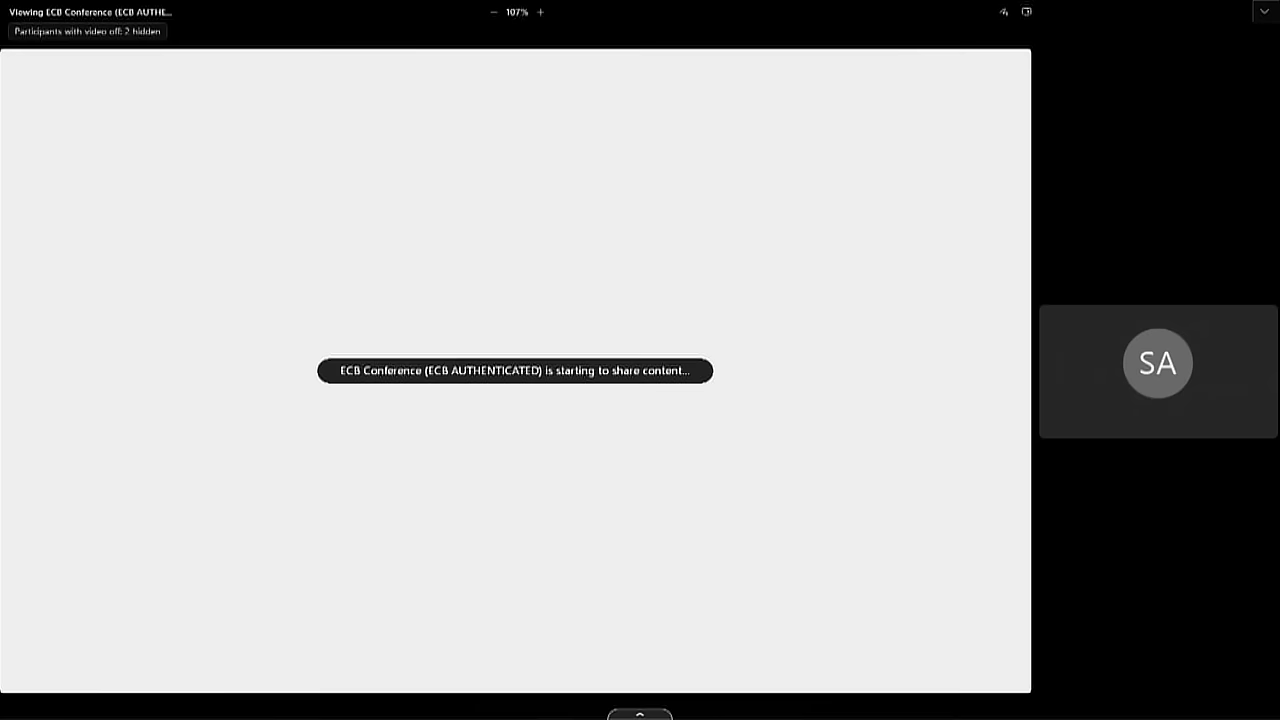 Viewing ECB Conference (ECB AUTHE...
107%
Participants with video off: 2 hidden
ECB Conference (ECB AUTHENTICATED) is starting to share content...
SA